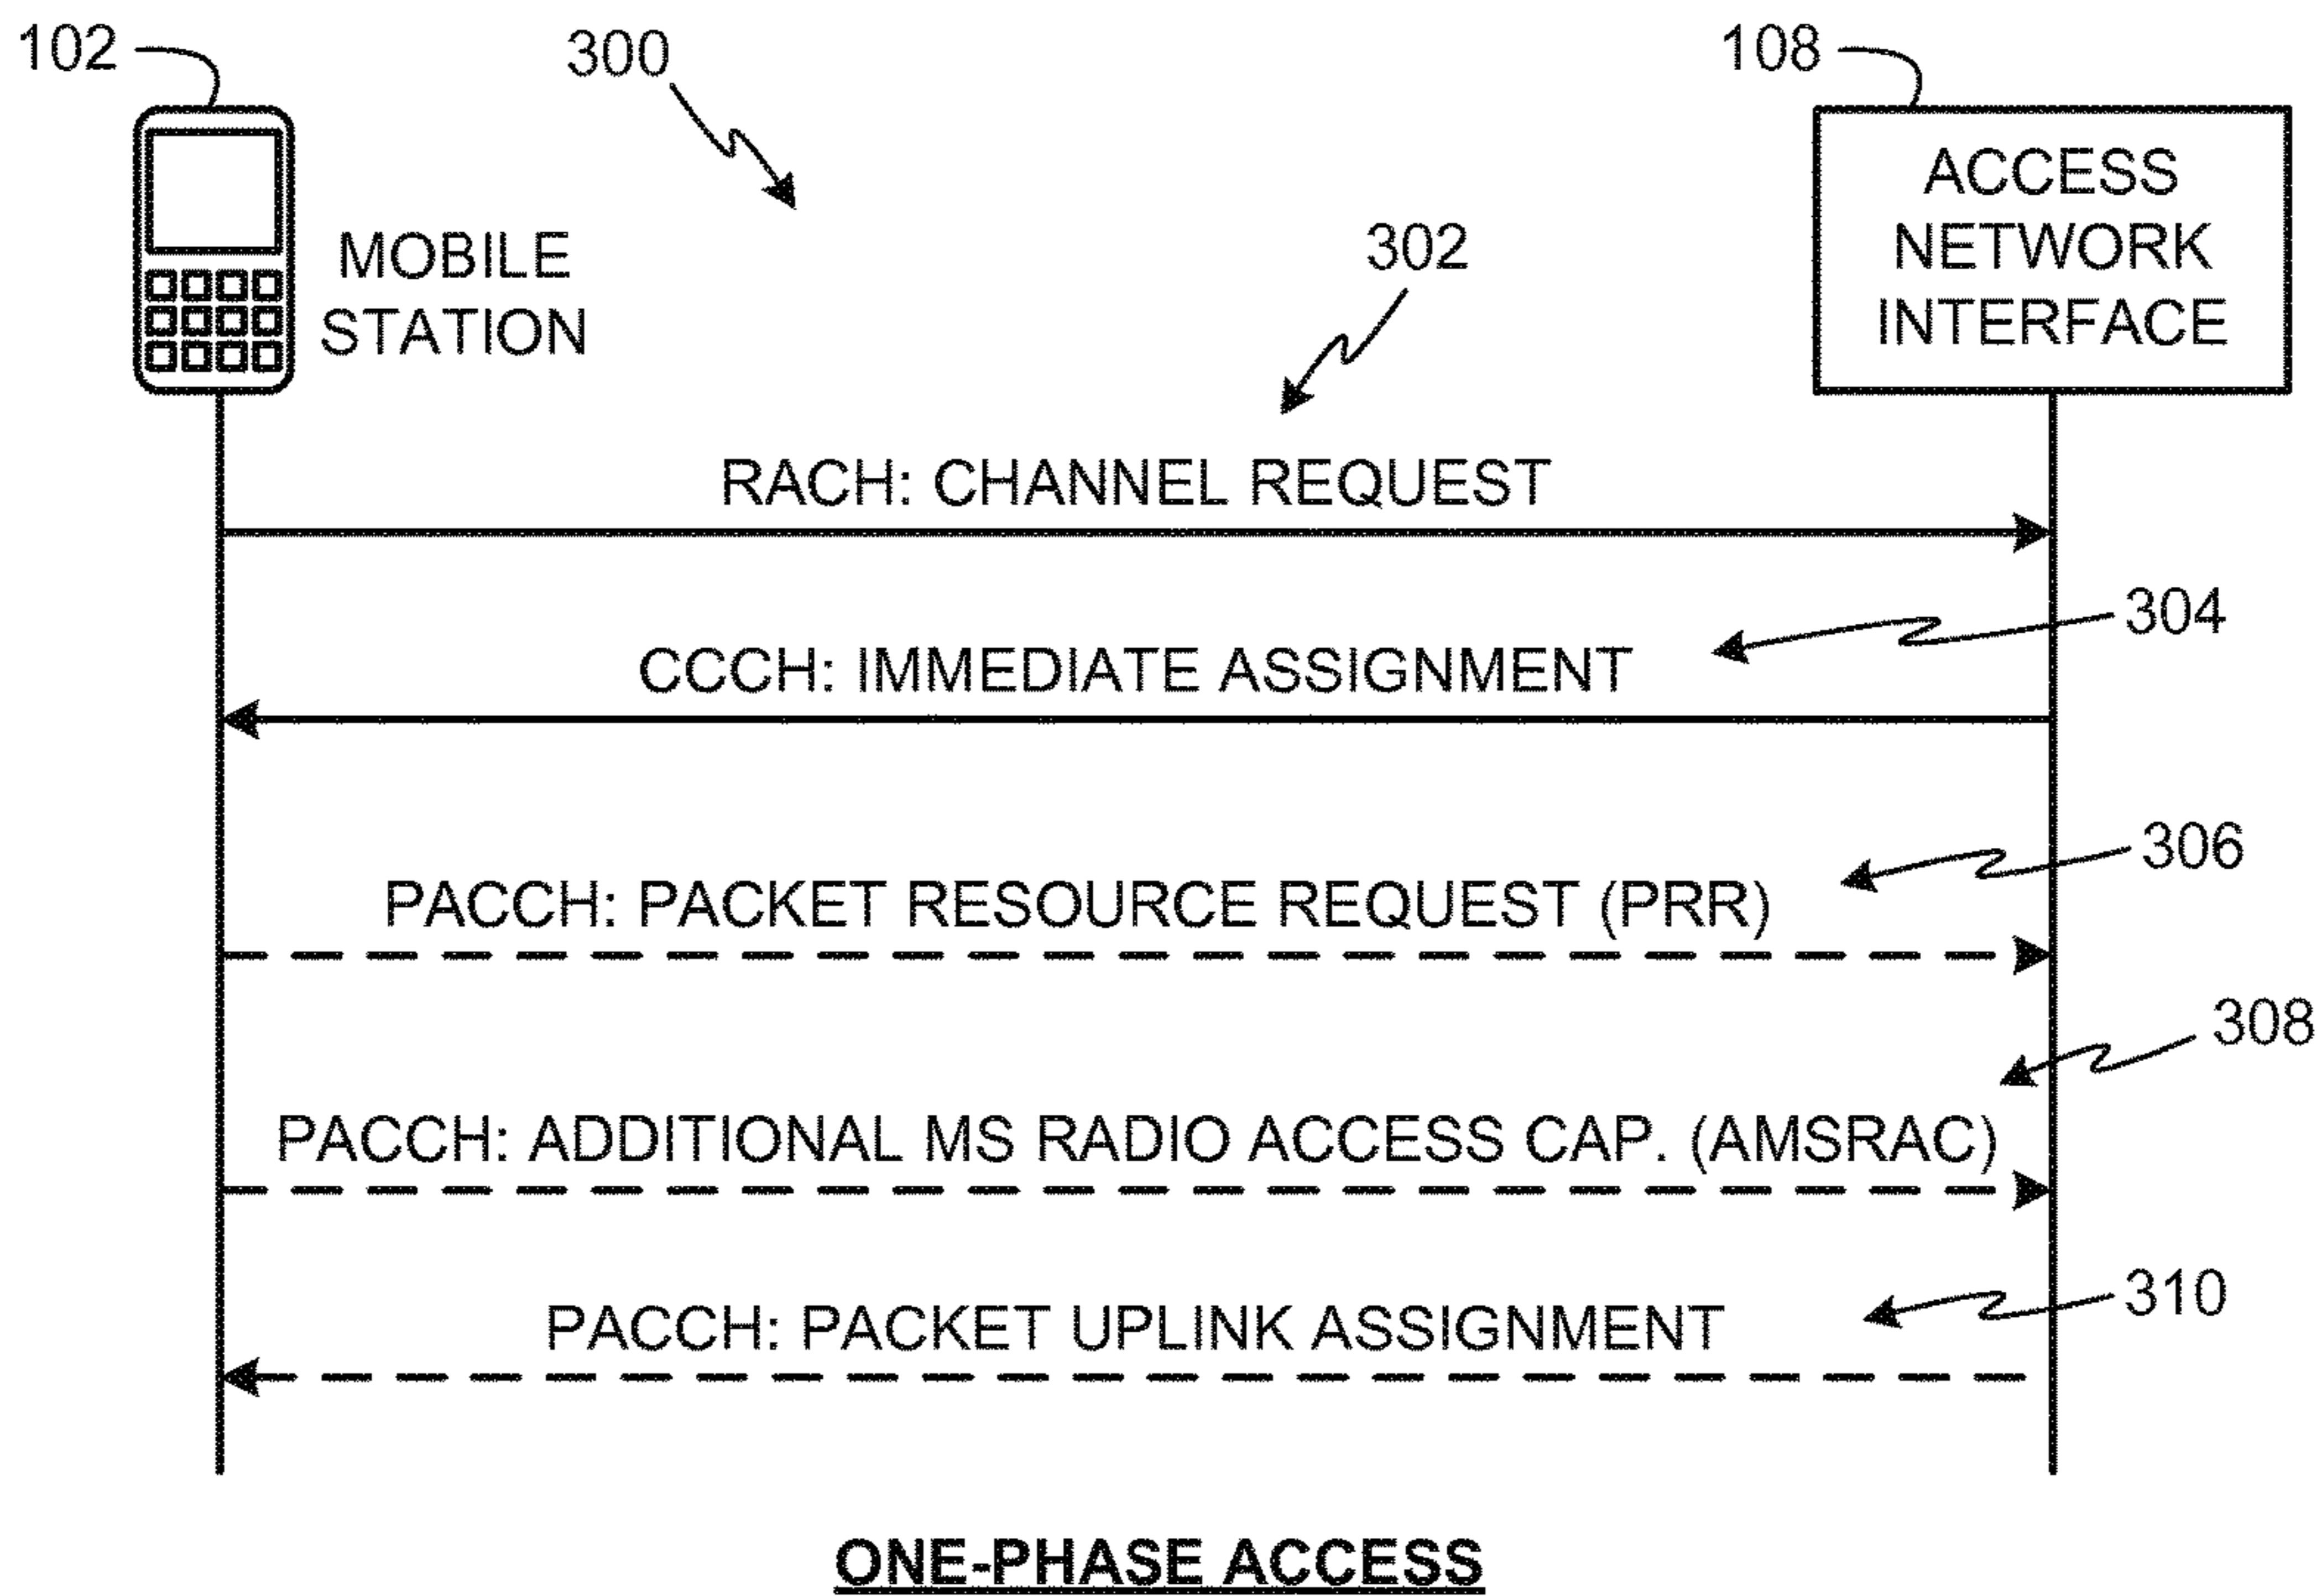 102
300
108
MOBILE
STATION
ACCESS
NETWORK
INTERFACE
302
RACH: CHANNEL REQUEST
304
CCCH: IMMEDIATE ASSIGNMENT
306
PACCH: PACKET RESOURCE REQUEST (PRR)
308
PACCH: ADDITIONAL MS RADIO ACCESS CAP. (AMSRAC)
310
PACCH: PACKET UPLINK ASSIGNMENT
ONE-PHASE ACCESS